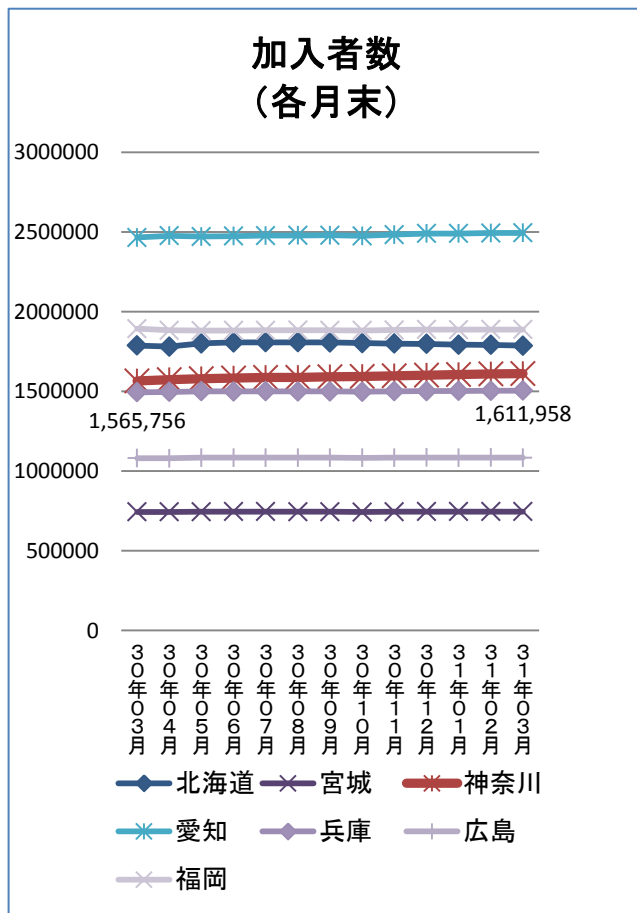 加入者数
（各月末）
3000000
2500000
2000000
1500000
1,565,756
1,611,958
1000000
500000
0
３０年０３月
３０年０４月
３０年０５月
３０年０６月
３０年０７月
３０年０８月
３０年０９月
３０年１０月
３０年１１月
３０年１２月
３１年０１月
３１年０２月
３１年０３月
北海道 宮城 神奈川
愛知 兵庫 広島
福岡